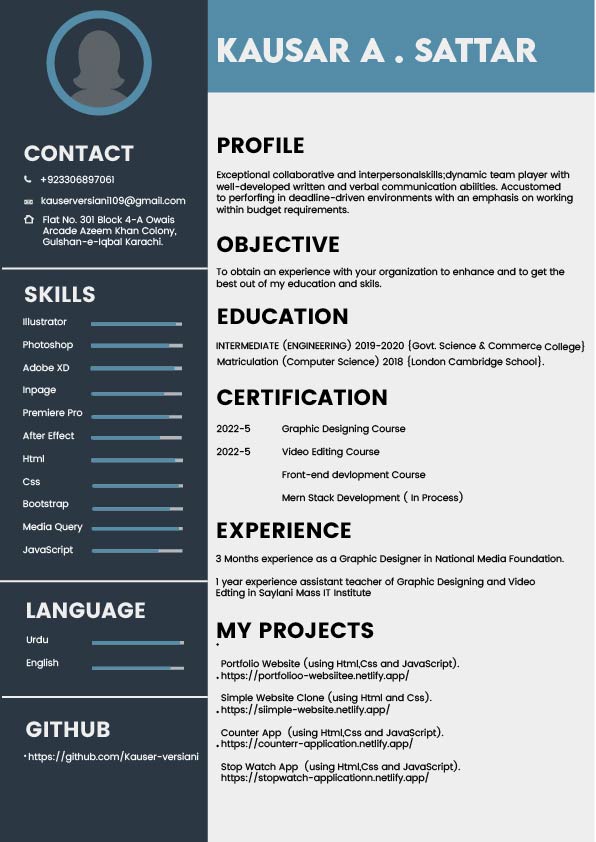 KAUSAR A . SATTAR
CONTACT
+923306897061
kauserversiani109@gmail.com
Flat No. 301 Block 4-A Owais
Arcade Azeem Khan Colony,
Gulshan-e-Iqbal Karachi.
SKILLS
Illustrator
Photoshop
Adobe XD
Inpage
Premiere Pro
After Effect
Html
Css
Bootstrap
Media Query
JavaScript
LANGUAGE
Urdu
English
GITHUB
•https://github.com/Kauser-versiani
PROFILE
Exceptional collaborative and interpersonalskills;dynamic team player with
well-developed written and verbal communication abilities. Accustomed
to perforfing in deadline-driven environments with an emphasis on working
within budget requirements.
OBJECTIVE
To obtain an experience with your organization to enhance and to get the
best out of my education and skils.
EDUCATION
INTERMEDIATE (ENGINEERING) 2019-2020 {Govt. Science & Commerce College}
Matriculation (Computer Science) 2018 {London Cambridge School}.
CERTIFICATION
2022-5 Graphic Designing Course
2022-5 Video Editing Course
Front-end devlopment Course
Mern Stack Development ( In Process)
EXPERIENCE
3 Months experience as a Graphic Designer in National Media Foundation.
1 year experience assistant teacher of Graphic Designing and Video
Edting in Saylani Mass IT Institute
MY PROJECTS
•
Portfolio Website (using Html,Css and JavaScript).
•https://portfolioo-websiitee.netlify.app/
Simple Website Clone (using Html and Css).
•https://siimple-website.netlify.app/
Counter App (using Html,Css and JavaScript).
•https://counterr-application.netlify.app/
Stop Watch App (using Html,Css and JavaScript).
https://stopwatch-applicationn.netlify.app/